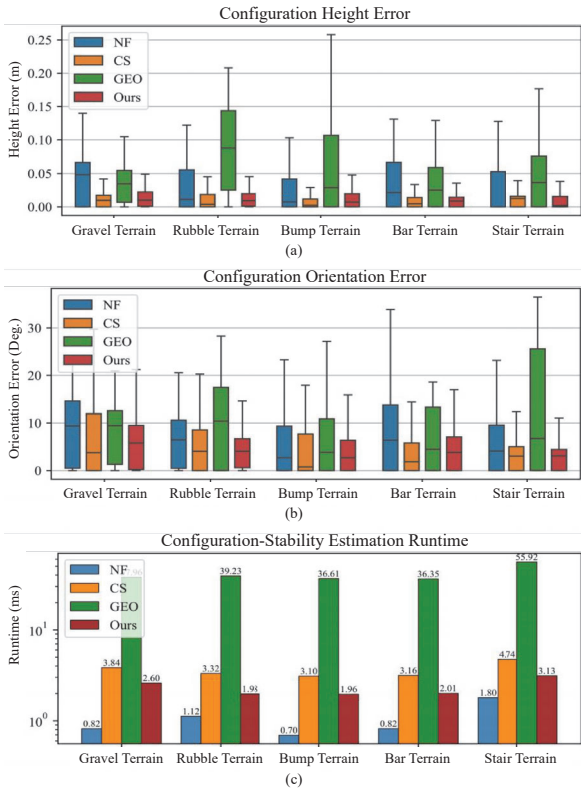 Configuration Height Error
Height Error (m)
0.25
0.20
0.15
0.10
0.05
0.00
NF
CS
GEO
Ours
Gravel Terrain Rubble Terrain Bump Terrain Bar Terrain Stair Terrain
(a)
Configuration Orientation Error
Orientation Error (Deg.)
30
20
10
0
NF
CS
GEO
Ours
Gravel Terrain Rubble Terrain Bump Terrain Bar Terrain Stair Terrain
(b)
Configuration-Stability Estimation Runtime
Runtime (ms)
10¹
10⁰
NF
CS
GEO
Ours
0.82 3.84 2.60
1.12 3.32 39.23 1.98
0.70 3.10 36.61 1.96
0.82 3.16 36.35 2.01
1.80 4.74 55.92 3.13
Gravel Terrain Rubble Terrain Bump Terrain Bar Terrain Stair Terrain
(c)